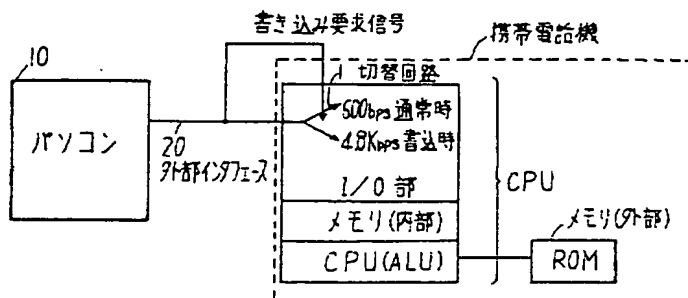 書き込み要求信号
携帯電話機
10
1 切替回路
パソコン
600bps 通常時
4.8Kbps 書込時
20
外部インタフェース
I/O 部
CPU
メモリ(内部)
メモリ(外部)
CPU(ALU)
ROM